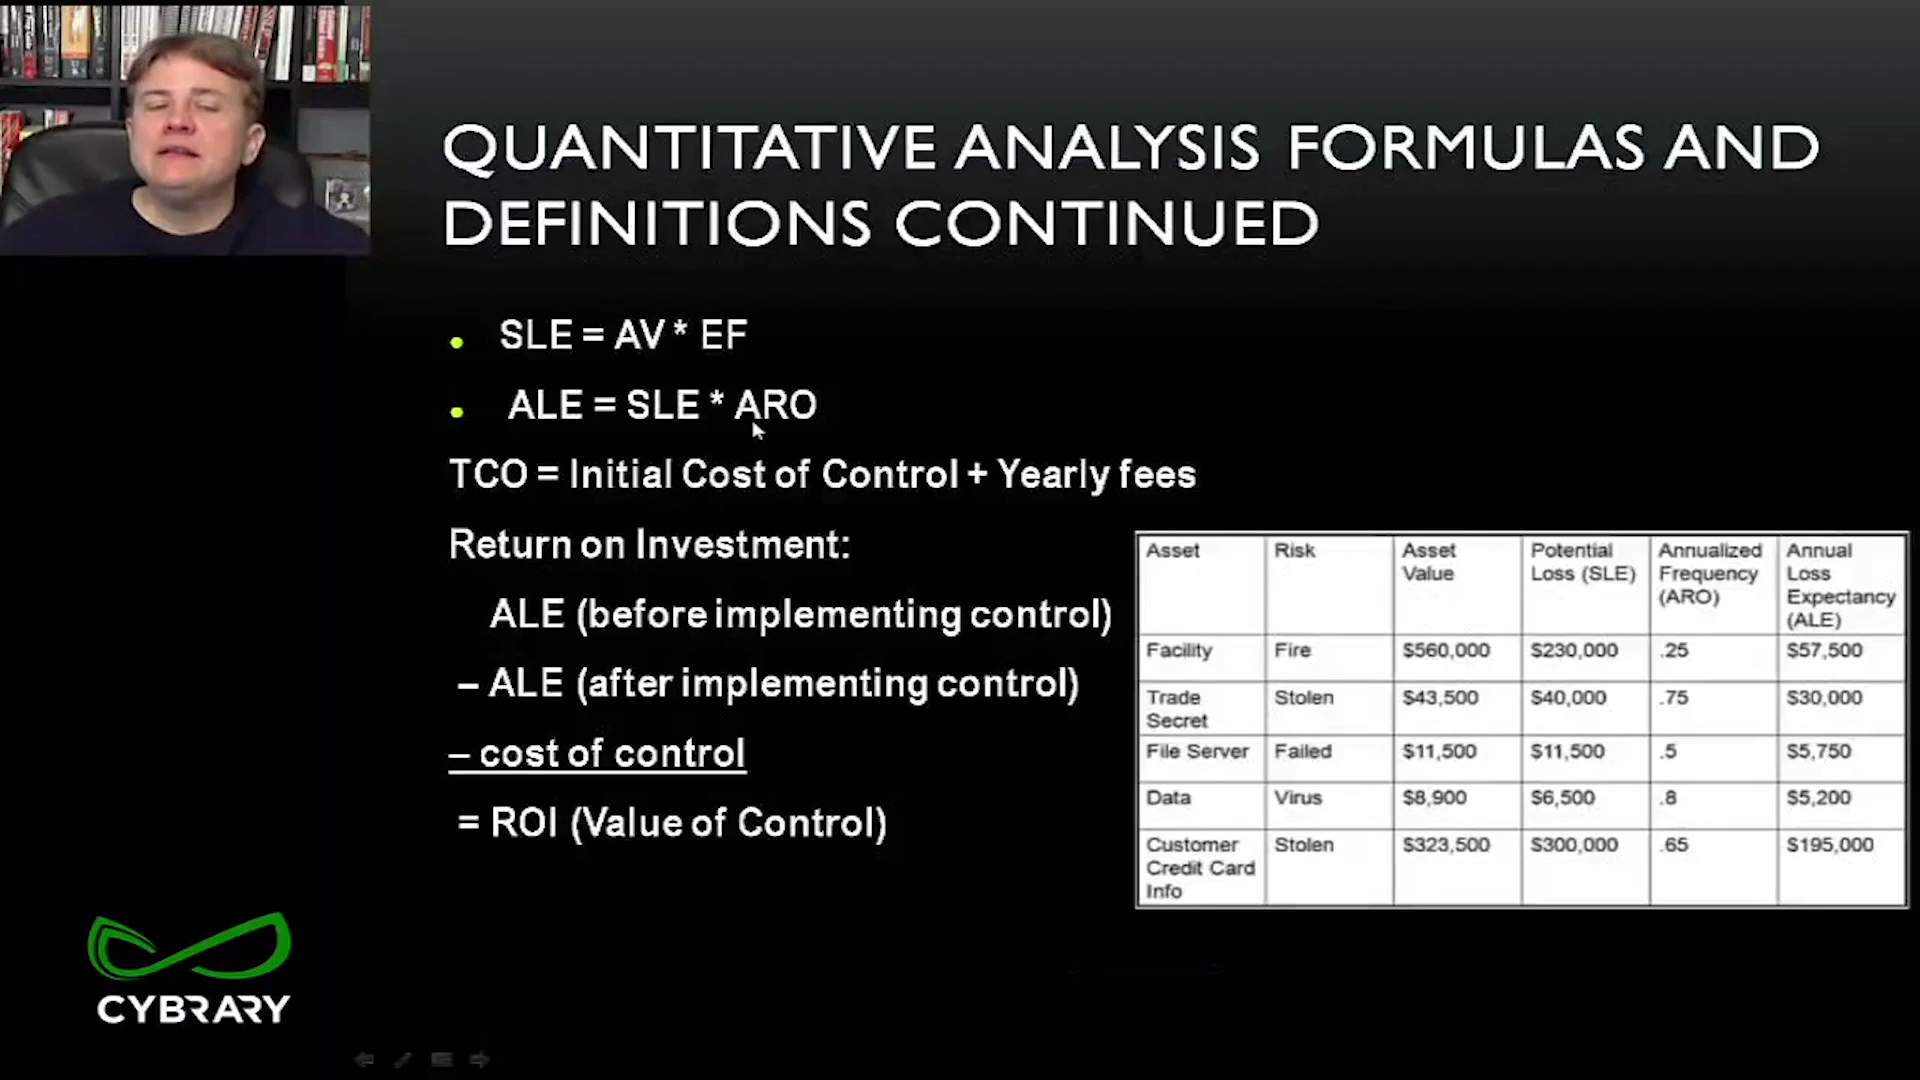 QUANTITATIVE ANALYSIS FORMULAS AND
DEFINITIONS CONTINUED
• SLE = AV * EF
• ALE = SLE * ARO
TCO = Initial Cost of Control + Yearly fees
Return on Investment:
ALE (before implementing control)
– ALE (after implementing control)
– cost of control
= ROI (Value of Control)
Asset Risk Asset Value Potential Loss (SLE) Annualized Frequency (ARO) Annual Loss Expectancy (ALE)
Facility Fire $560,000 $230,000 .25 $57,500
Trade Secret Stolen $43,500 $40,000 .75 $30,000
File Server Failed $11,500 $11,500 .5 $5,750
Data Virus $8,900 $6,500 .8 $5,200
Customer Credit Card Info Stolen $323,500 $300,000 .65 $195,000
CYBRARY